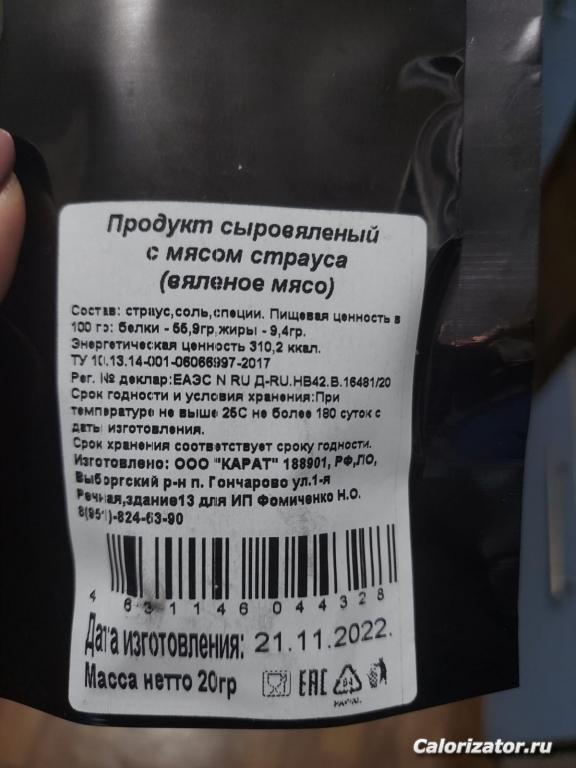 Продукт сыровяленый
с мясом страуса
(вяленое мясо)
Состав: страус,соль,специи. Пищевая ценность в
100 гр: белки - 55,9гр,жиры - 9,4гр.
Энергетическая ценность 310,2 ккал.
ТУ 10.13.14-001-06066997-2017
Рег. № деклар:ЕАЭС N RU Д-RU.НВ42.В.16481/20
Срок годности и условия хранения:При
температуре не выше 25С не более 180 суток с
даты изготовления.
Срок хранения соответствует сроку годности.
Изготовлено: ООО "КАРАТ" 188901, РФ,ЛО,
Выборгский р-н п. Гончарово ул.1-я
Речная,здание13 для ИП Фомиченко Н.О.
8(951)-824-63-90
4631146044328
Дата изготовления: 21.11.2022.
Масса нетто 20гр
EAC
Calorizator.ru